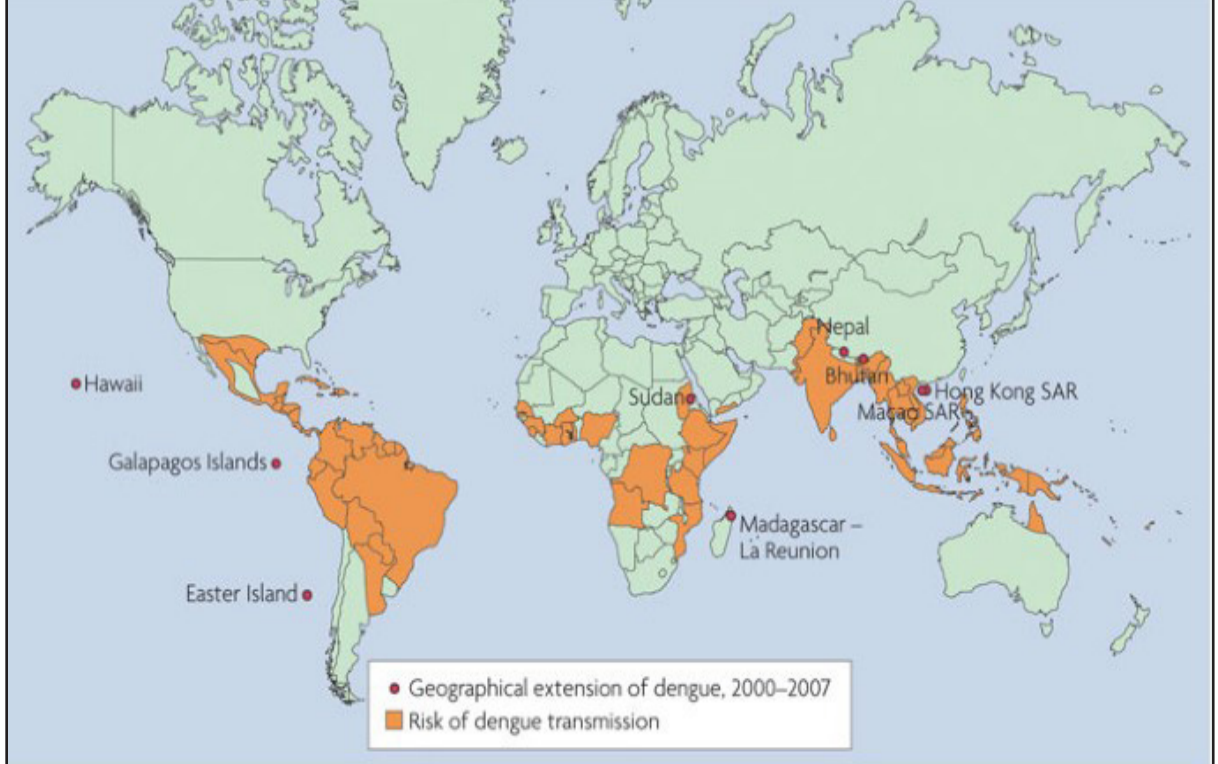 Nepal
Hawaii
Bhutan
Sudan
Hong Kong SAR
Macao SAR
Galapagos Islands
Madagascar –
La Reunion
Easter Island
Geographical extension of dengue, 2000–2007
Risk of dengue transmission